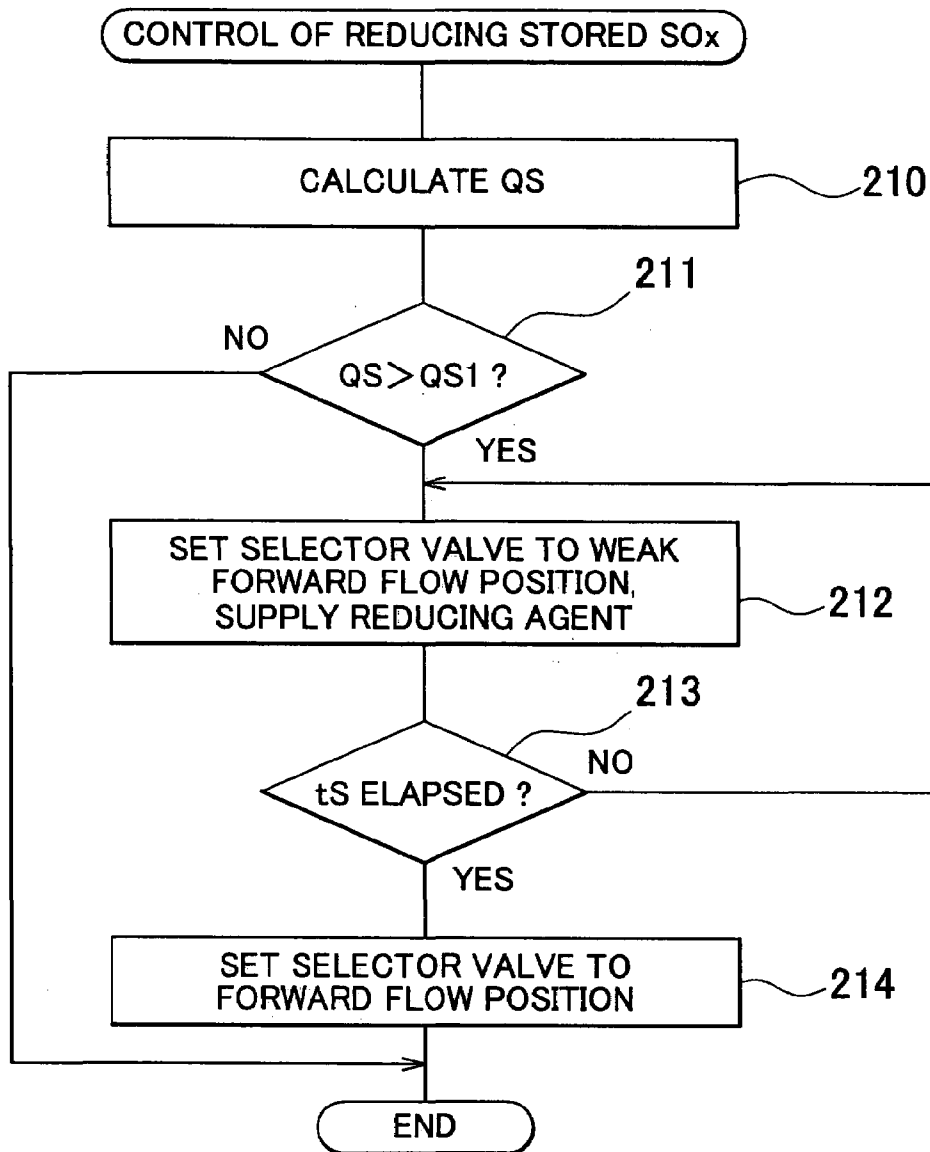 CONTROL OF REDUCING STORED SOx
CALCULATE QS
210
211
NO
QS>QS1 ?
YES
SET SELECTOR VALVE TO WEAK
FORWARD FLOW POSITION,
SUPPLY REDUCING AGENT
212
213
NO
tS ELAPSED ?
YES
SET SELECTOR VALVE TO
FORWARD FLOW POSITION
214
END